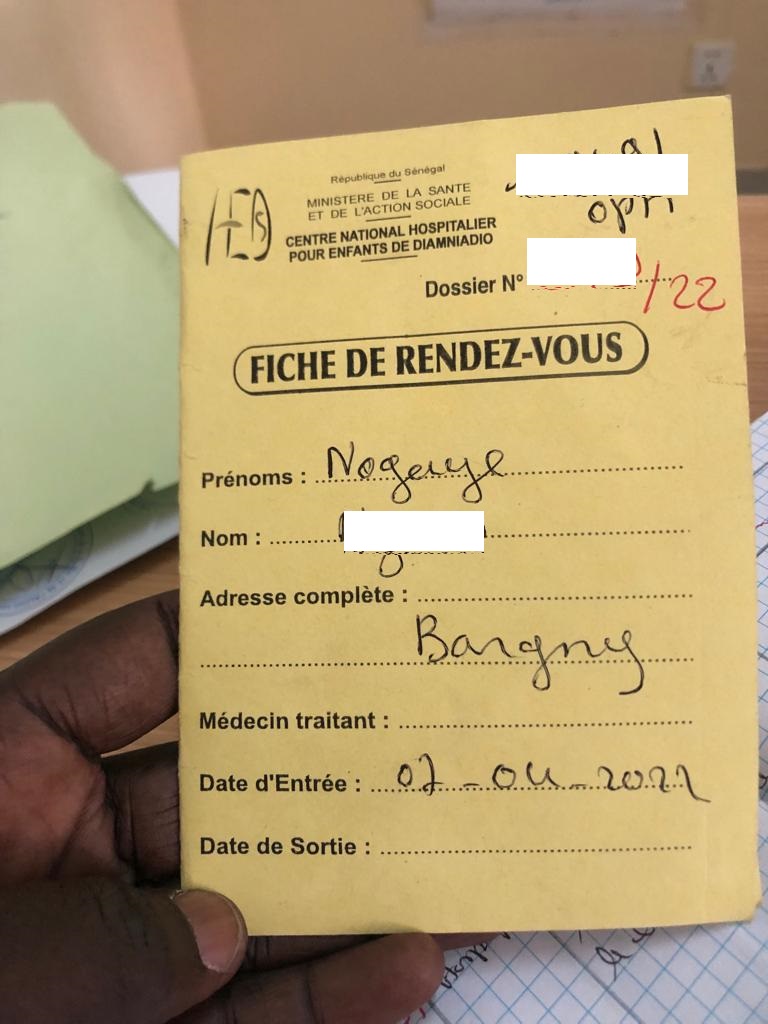 République du Sénégal
MINISTERE DE LA SANTE
ET DE L'ACTION SOCIALE
CENTRE NATIONAL HOSPITALIER
POUR ENFANTS DE DIAMNIADIO
Dossier N° /22
FICHE DE RENDEZ-VOUS
Prénoms : Nogaye
Nom :
Adresse complète :
Bargny
Médecin traitant :
Date d'Entrée : 07-04-2022
Date de Sortie :